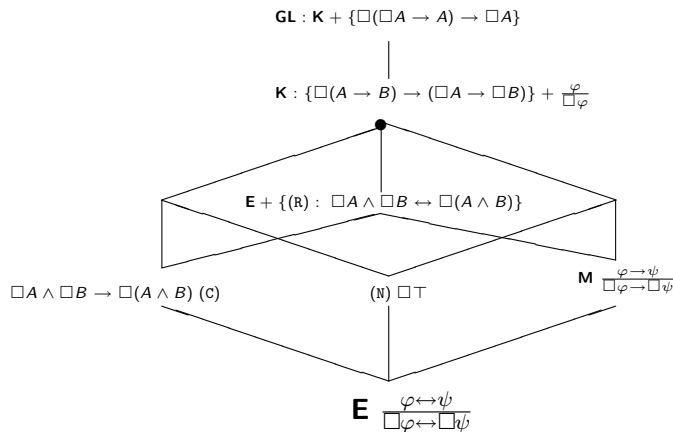 GL : K + {□(□A → A) → □A}
K : {□(A → B) → (□A → □B)} + φ/□φ
E + {(R) : □A ∧ □B ↔ □(A ∧ B)}
□A ∧ □B → □(A ∧ B) (C)
(N) □⊤
M φ→ψ/□φ→□ψ
E φ↔ψ/□φ↔□ψ